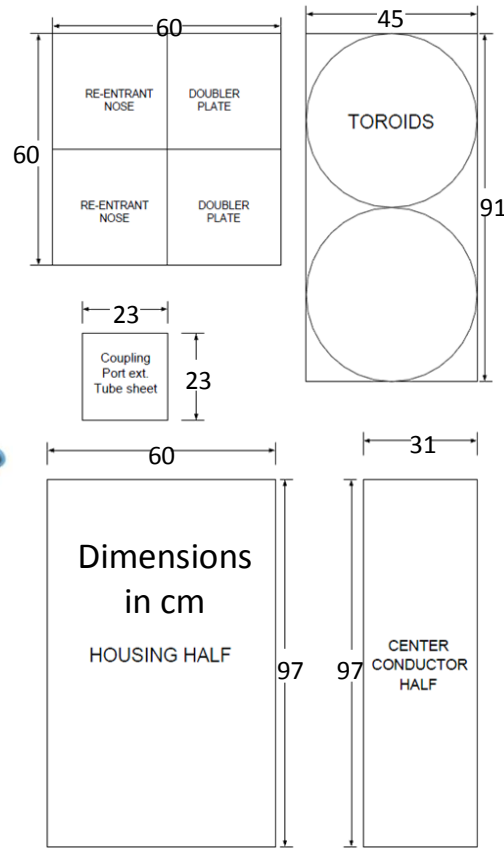 60
45
RE-ENTRANT
NOSE
DOUBLER
PLATE
TOROIDS
60
RE-ENTRANT
NOSE
DOUBLER
PLATE
91
23
Coupling
Port ext.
Tube sheet
23
60
31
Dimensions
in cm
HOUSING HALF
97
97
CENTER
CONDUCTOR
HALF